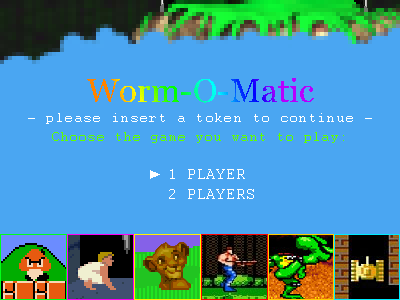 Worm-O-Matic
- please insert a token to continue -
Choose the game you want to play:
1 PLAYER
2 PLAYERS